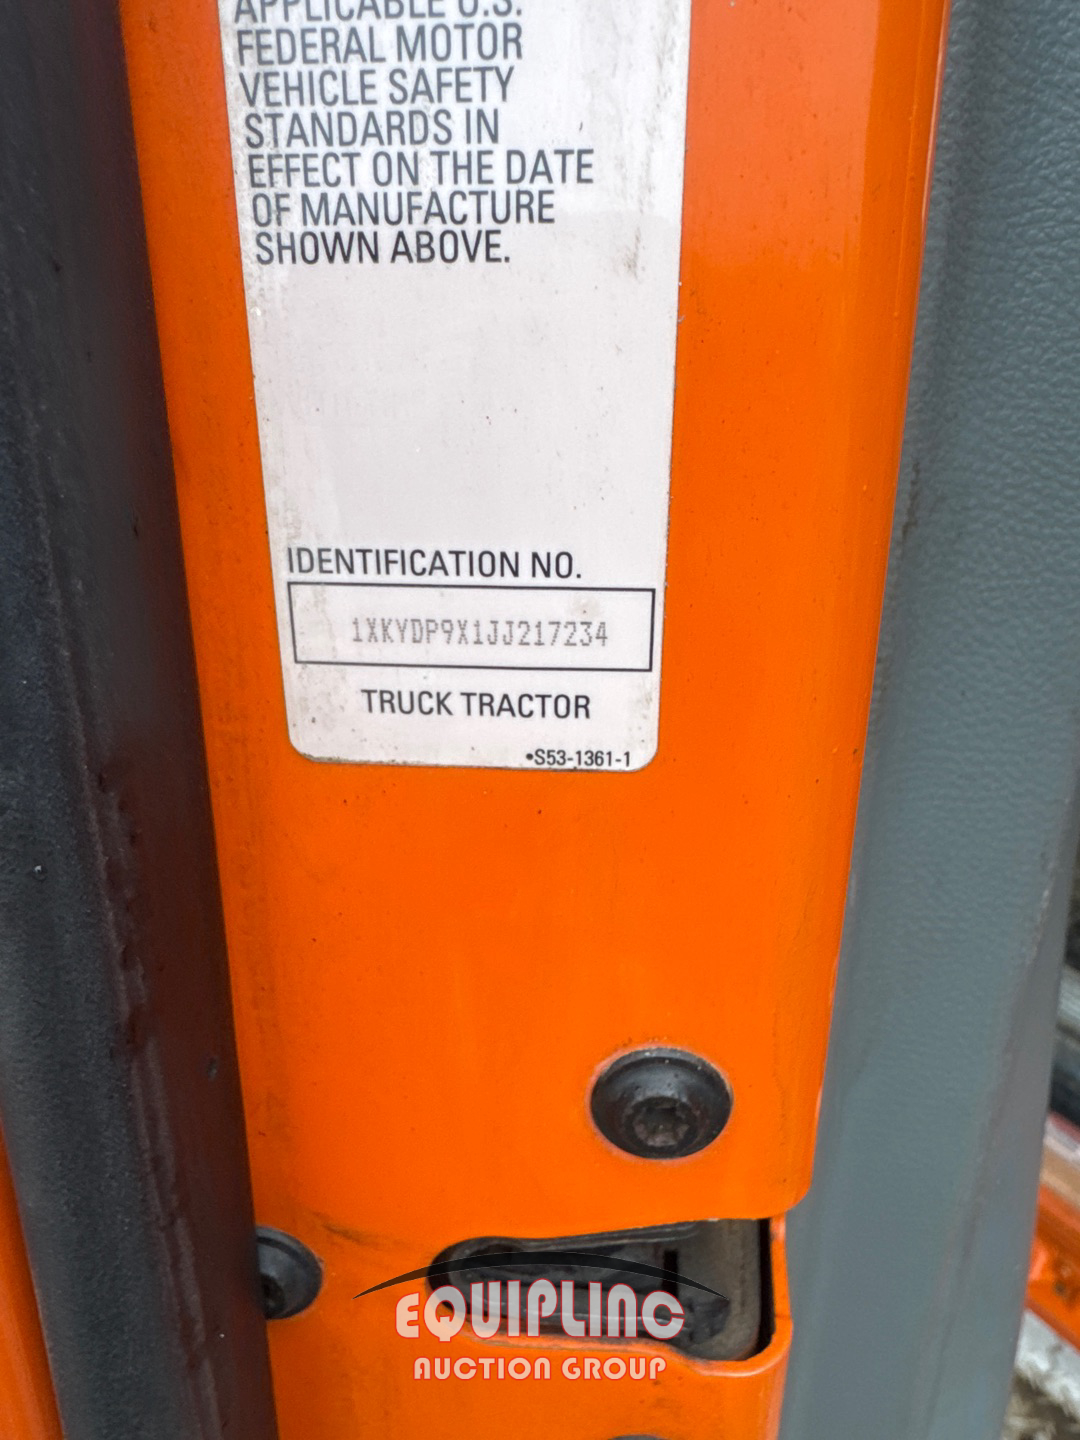 APPLICABLE U.S.
FEDERAL MOTOR
VEHICLE SAFETY
STANDARDS IN
EFFECT ON THE DATE
OF MANUFACTURE
SHOWN ABOVE.
IDENTIFICATION NO.
1XKYDP9X1JJ217234
TRUCK TRACTOR
•S53-1361-1
EQUIPLINC
AUCTION GROUP